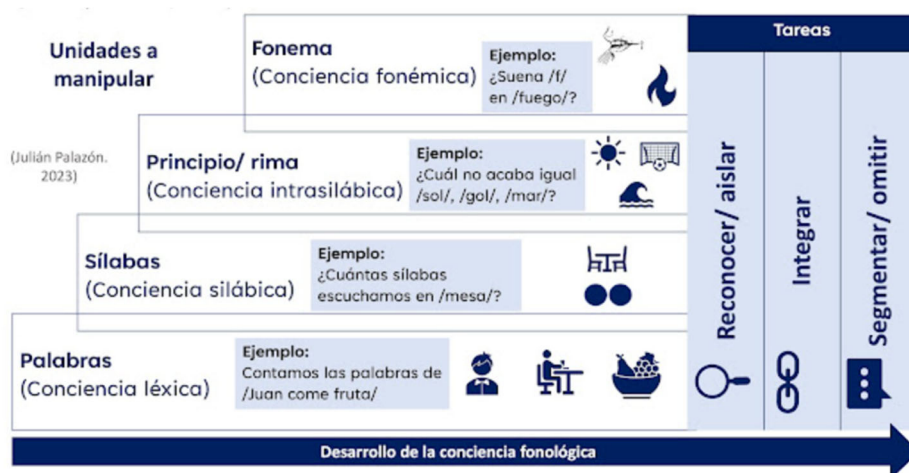 Unidades a
manipular
(Julián Palazón.
2023)
Fonema
(Conciencia fonémica)
Ejemplo:
¿Suena /f/
en /fuego/?
Principio/ rima
(Conciencia intrasilábica)
Ejemplo:
¿Cuál no acaba igual
/sol/, /gol/, /mar/?
Sílabas
(Conciencia silábica)
Ejemplo:
¿Cuántas sílabas
escuchamos en /mesa/?
Palabras
(Conciencia léxica)
Ejemplo:
Contamos las palabras de
/Juan come fruta/
Tareas
Reconocer/ aislar
Integrar
Segmentar/ omitir
Desarrollo de la conciencia fonológica